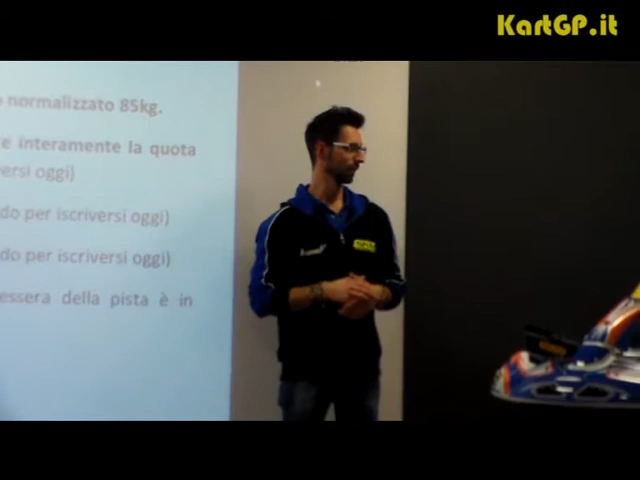 KartGP.it
normalizzato 85kg.
e interamente la quota
versi oggi)
do per iscriversi oggi)
do per iscriversi oggi)
essera della pista è in